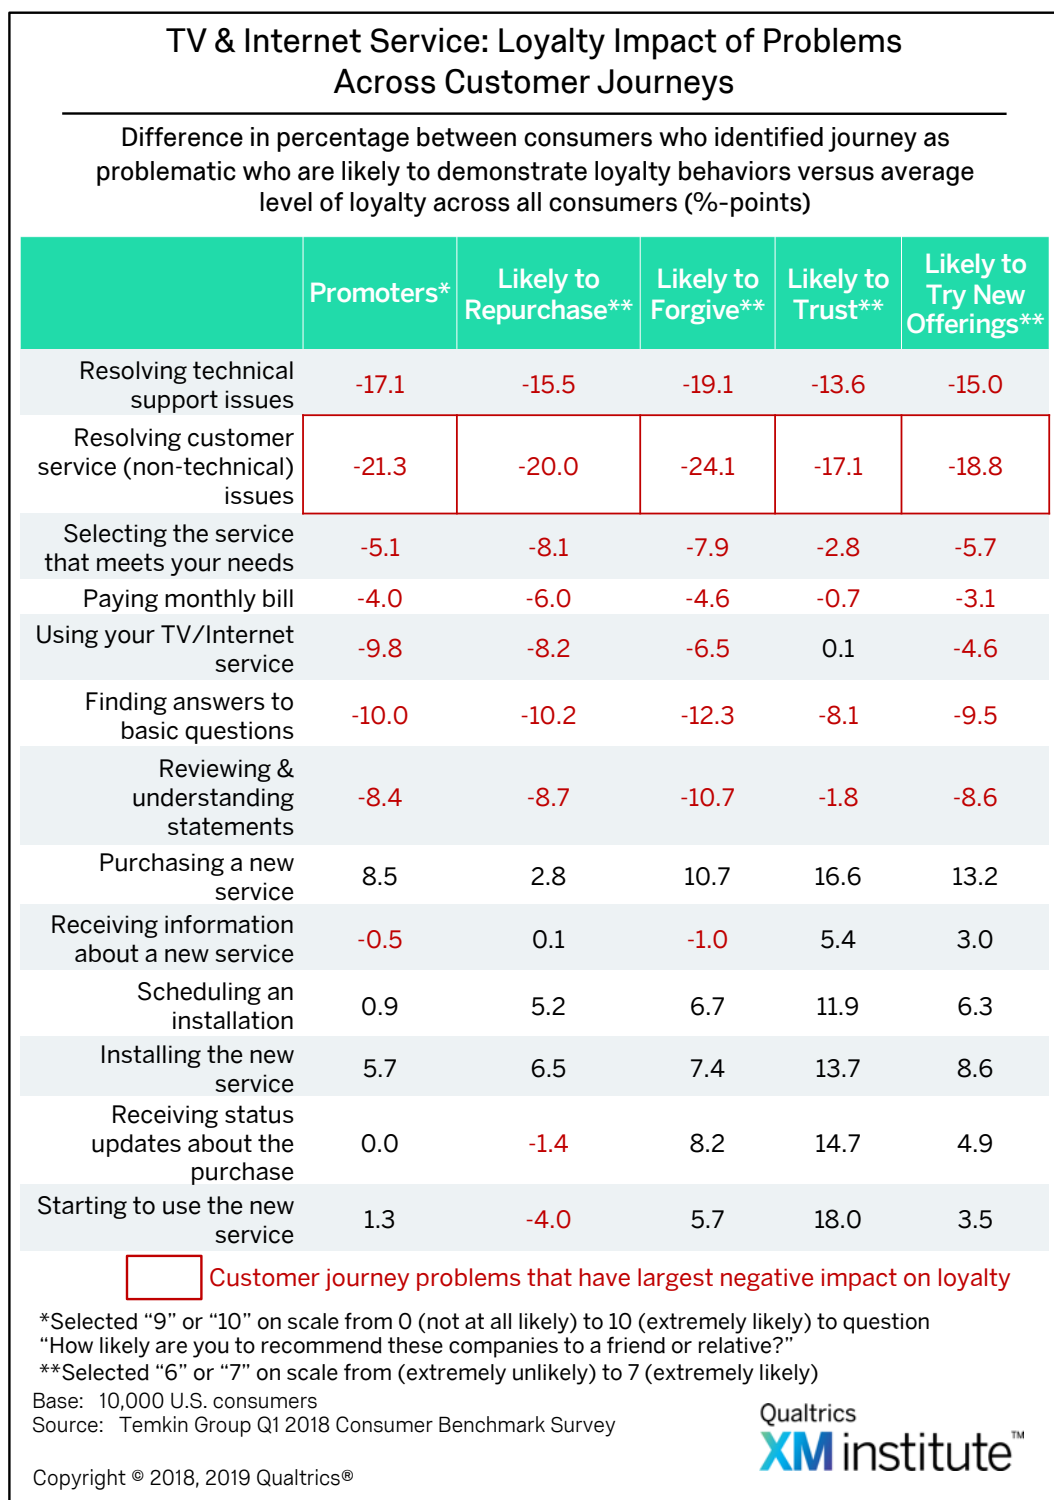 TV & Internet Service: Loyalty Impact of Problems
Across Customer Journeys
Difference in percentage between consumers who identified journey as
problematic who are likely to demonstrate loyalty behaviors versus average
level of loyalty across all consumers (%-points)
Promoters*
Likely to
Repurchase**
Likely to
Forgive**
Likely to
Trust**
Likely to
Try New
Offerings**
Resolving technical
support issues
-17.1 -15.5 -19.1 -13.6 -15.0
Resolving customer
service (non-technical)
issues
-21.3 -20.0 -24.1 -17.1 -18.8
Selecting the service
that meets your needs
-5.1 -8.1 -7.9 -2.8 -5.7
Paying monthly bill -4.0 -6.0 -4.6 -0.7 -3.1
Using your TV/Internet
service
-9.8 -8.2 -6.5 0.1 -4.6
Finding answers to
basic questions
-10.0 -10.2 -12.3 -8.1 -9.5
Reviewing &
understanding
statements
-8.4 -8.7 -10.7 -1.8 -8.6
Purchasing a new
service
8.5 2.8 10.7 16.6 13.2
Receiving information
about a new service
-0.5 0.1 -1.0 5.4 3.0
Scheduling an
installation
0.9 5.2 6.7 11.9 6.3
Installing the new
service
5.7 6.5 7.4 13.7 8.6
Receiving status
updates about the
purchase
0.0 -1.4 8.2 14.7 4.9
Starting to use the new
service
1.3 -4.0 5.7 18.0 3.5
Customer journey problems that have largest negative impact on loyalty
*Selected “9” or “10” on scale from 0 (not at all likely) to 10 (extremely likely) to question
“How likely are you to recommend these companies to a friend or relative?”
**Selected “6” or “7” on scale from (extremely unlikely) to 7 (extremely likely)
Base: 10,000 U.S. consumers
Source: Temkin Group Q1 2018 Consumer Benchmark Survey
Copyright © 2018, 2019 Qualtrics®
Qualtrics
XM institute™